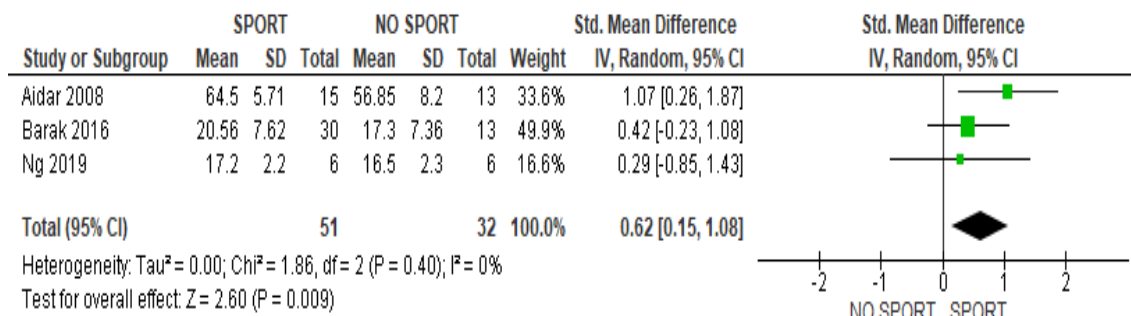 SPORT NO SPORT Std. Mean Difference Std. Mean Difference
Study or Subgroup Mean SD Total Mean SD Total Weight IV, Random, 95% CI IV, Random, 95% CI
Aidar 2008 64.5 5.71 15 56.85 8.2 13 33.6% 1.07 [0.26, 1.87]
Barak 2016 20.56 7.62 30 17.3 7.36 13 49.9% 0.42 [-0.23, 1.08]
Ng 2019 17.2 2.2 6 16.5 2.3 6 16.6% 0.29 [-0.85, 1.43]
Total (95% CI) 51 32 100.0% 0.62 [0.15, 1.08]
Heterogeneity: Tau² = 0.00; Chi² = 1.86, df = 2 (P = 0.40); I² = 0%
Test for overall effect: Z = 2.60 (P = 0.009)
-2 -1 0 1 2
NO SPORT SPORT